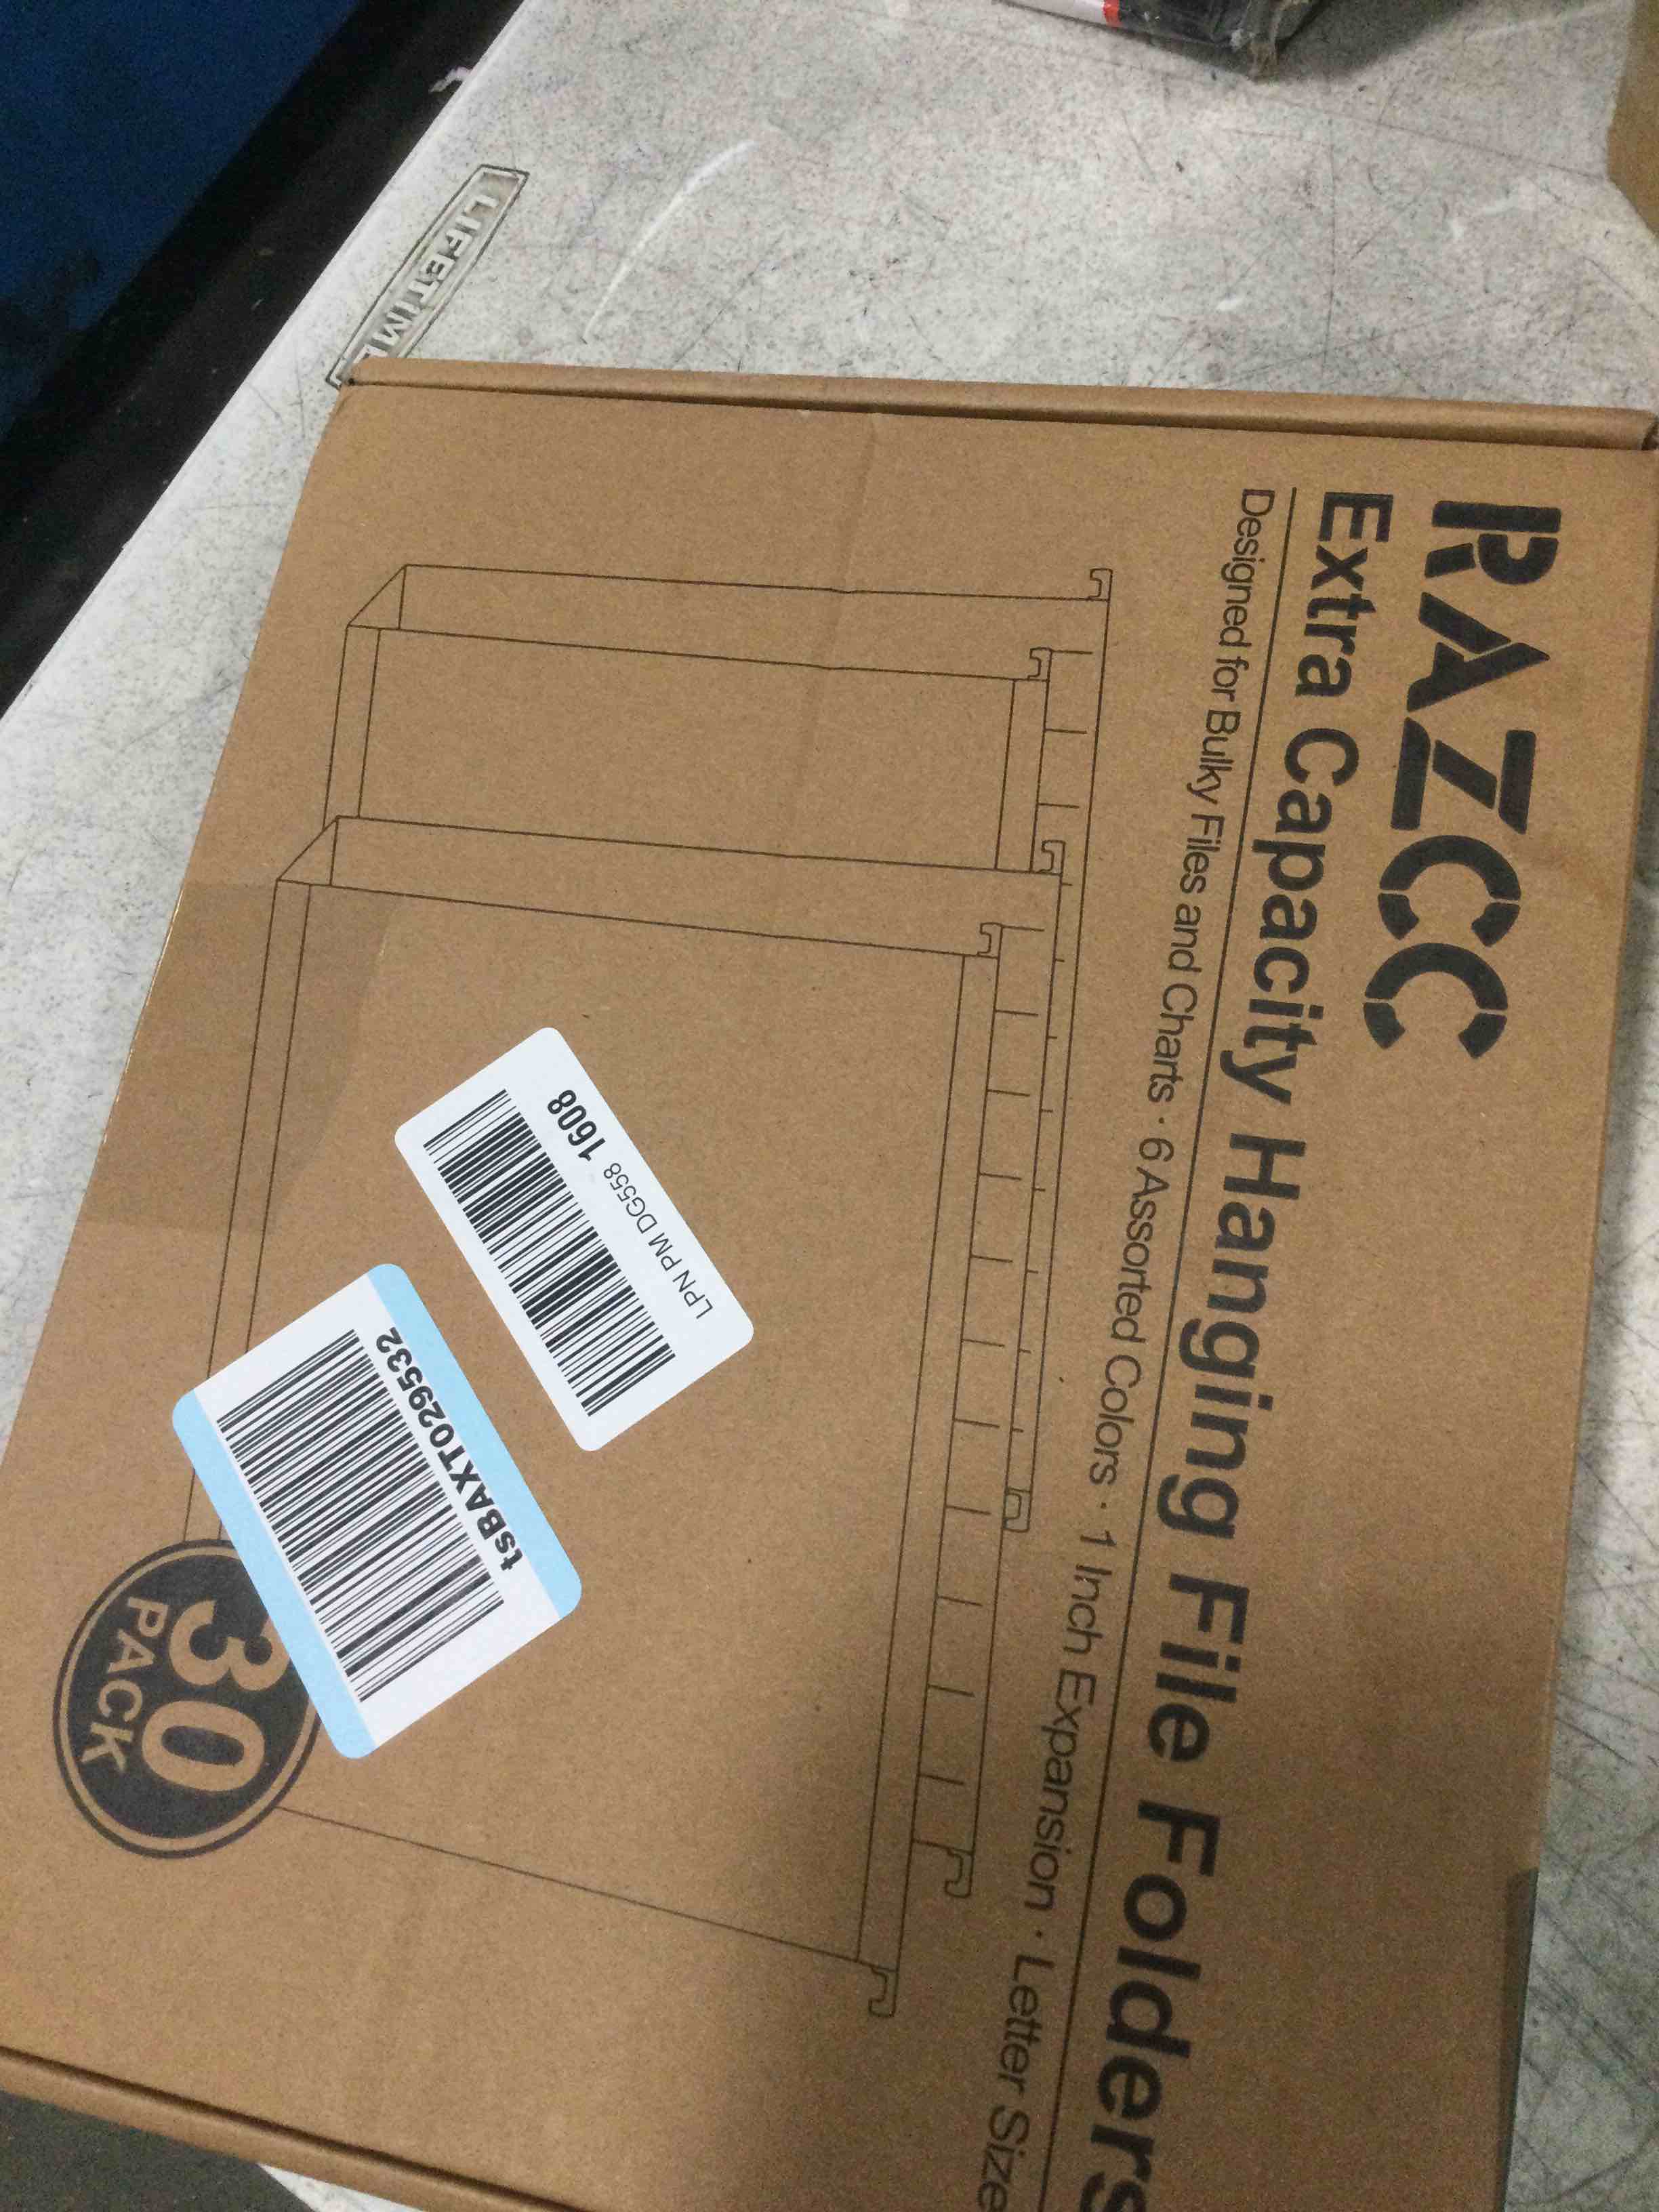 RAZCC
Extra Capacity Hanging File Folders
Designed for Bulky Files and Charts · 6 Assorted Colors · 1 Inch Expansion · Letter Size
LPN PM DG558 1608
tsBAXT029532
30
PACK
LIFETIME